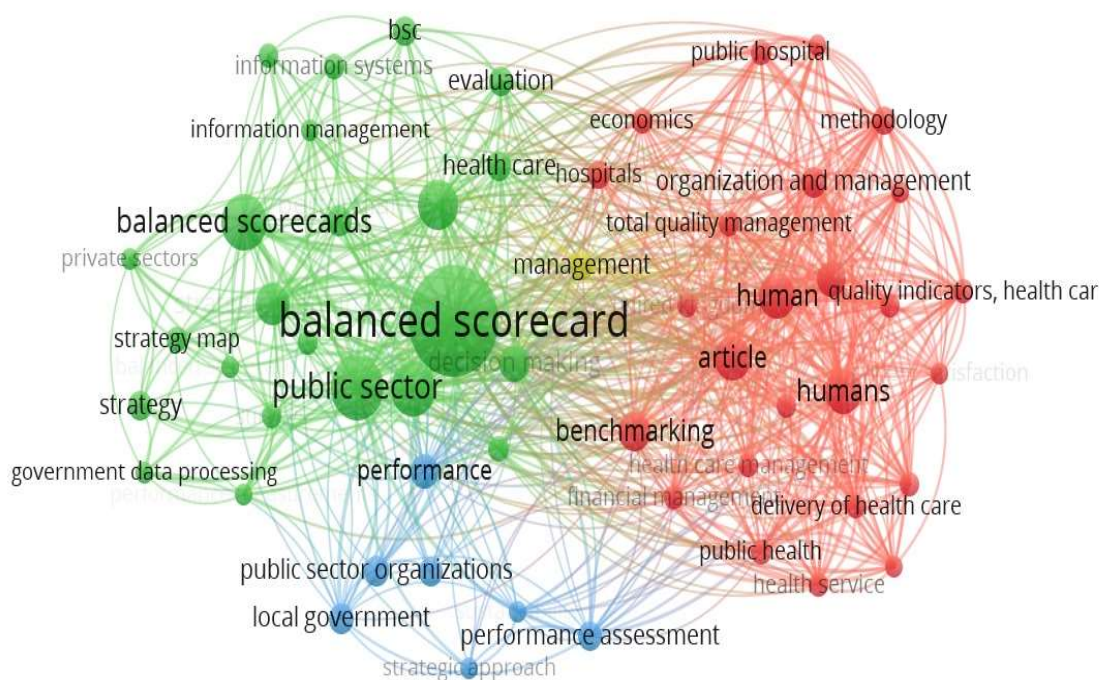 bsc
public hospital
information systems
evaluation
economics
methodology
information management
health care
hospitals
organization and management
balanced scorecards
total quality management
private sectors
management
human
quality indicators, health car
balanced scorecard
strategy map
article
decision making
public sector
humans
strategy
benchmarking
performance
government data processing
health care management
financial management
delivery of health care
public health
public sector organizations
health service
local government
performance assessment
strategic approach